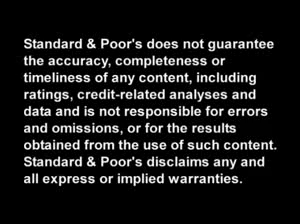 Standard & Poor's does not guarantee
the accuracy, completeness or
timeliness of any content, including
ratings, credit-related analyses and
data and is not responsible for errors
and omissions, or for the results
obtained from the use of such content.
Standard & Poor's disclaims any and
all express or implied warranties.